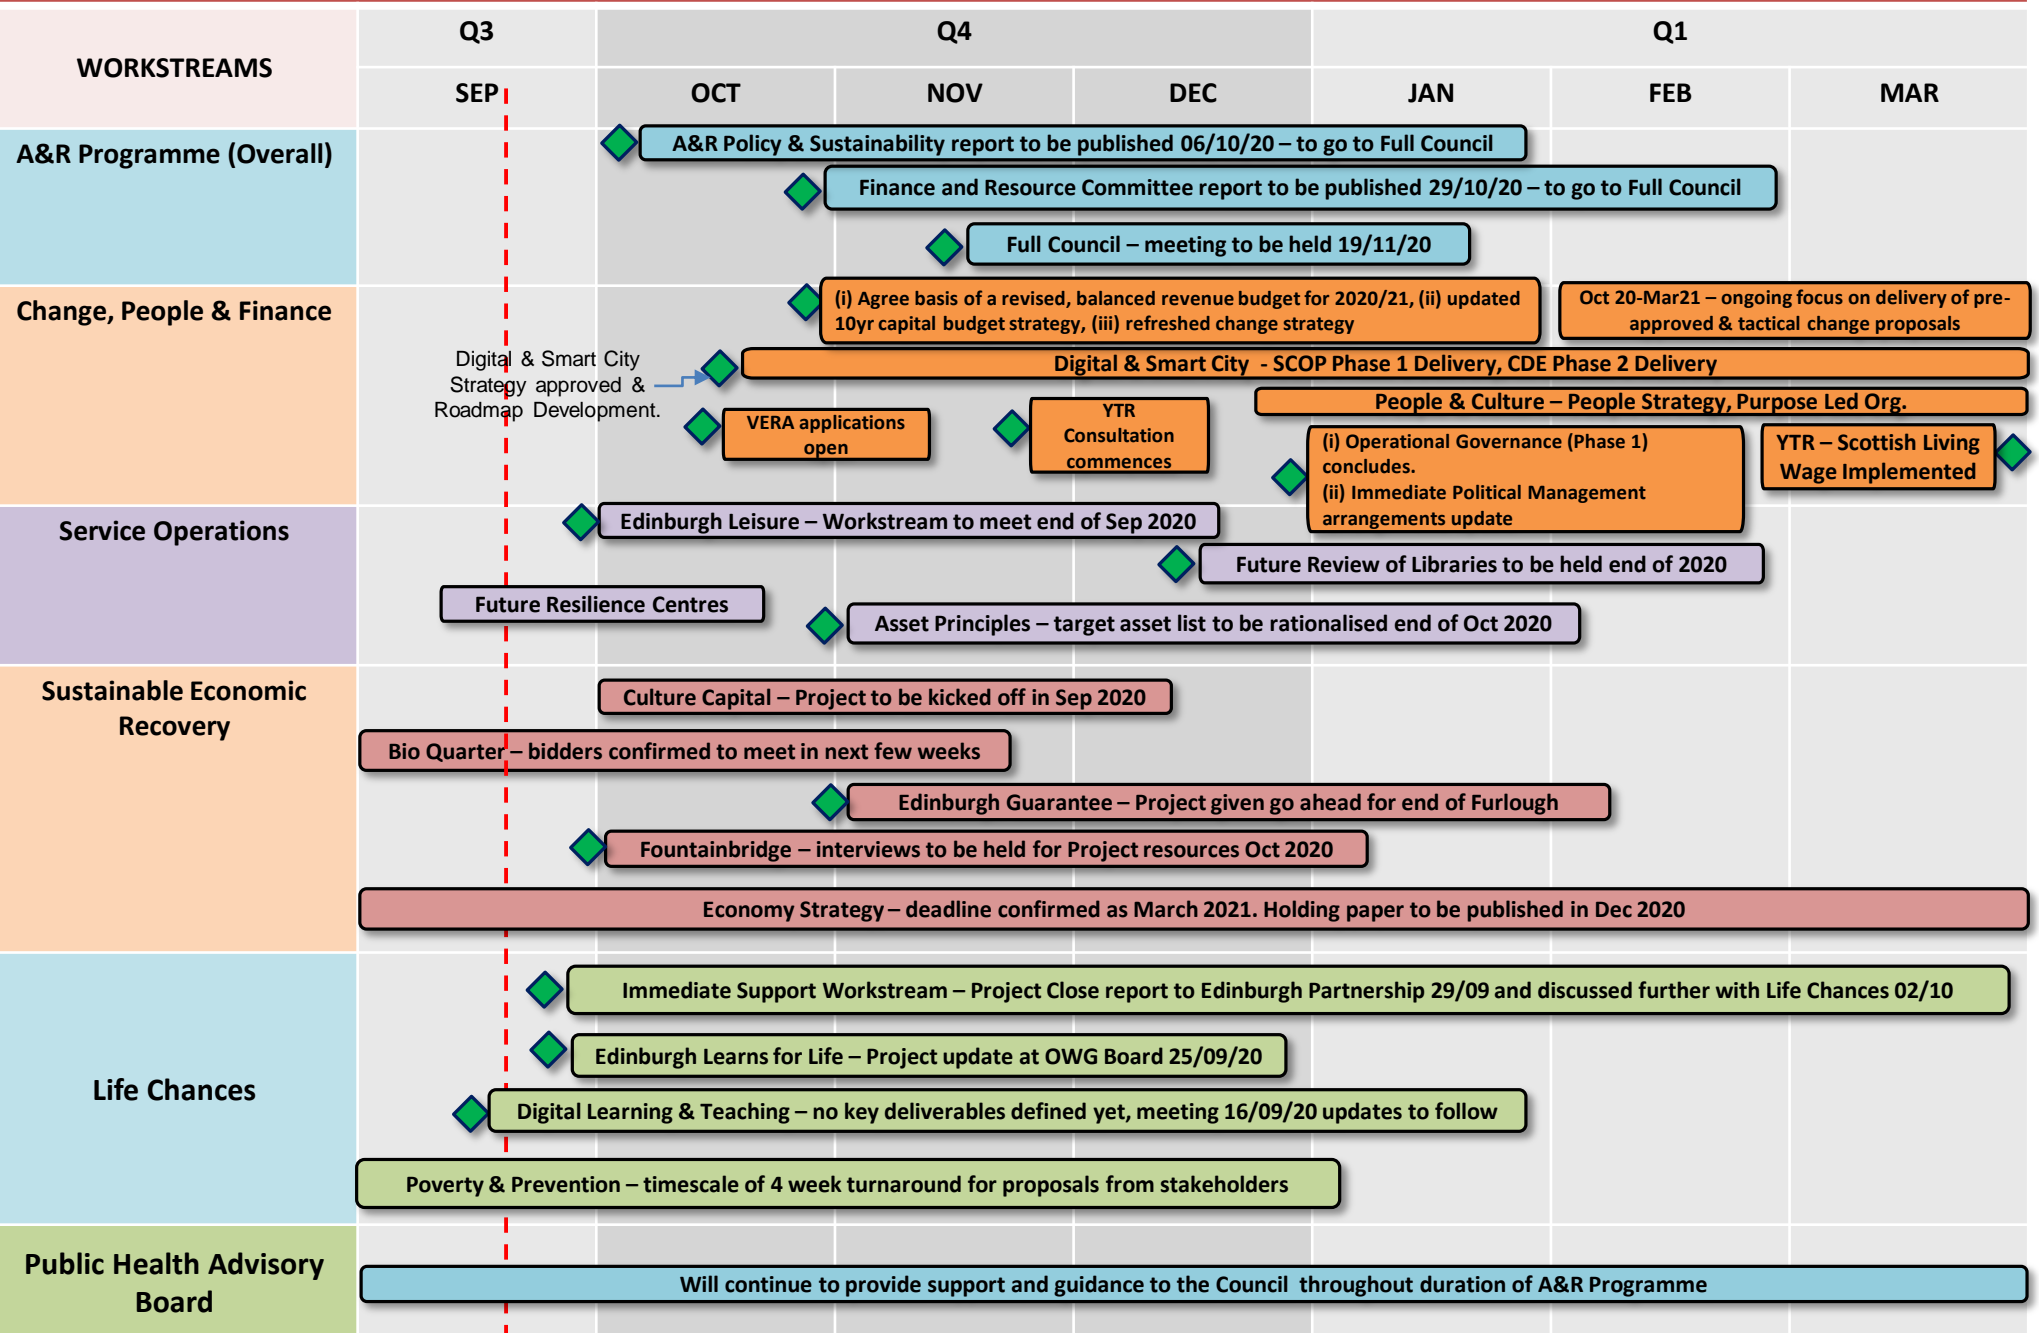 Q3
Q4
Q1
WORKSTREAMS
SEP
OCT
NOV
DEC
JAN
FEB
MAR
A&R Programme (Overall)
A&R Policy & Sustainability report to be published 06/10/20 – to go to Full Council
Finance and Resource Committee report to be published 29/10/20 – to go to Full Council
Full Council – meeting to be held 19/11/20
Change, People & Finance
(i) Agree basis of a revised, balanced revenue budget for 2020/21, (ii) updated
10yr capital budget strategy, (iii) refreshed change strategy
Oct 20-Mar21 – ongoing focus on delivery of pre-
approved & tactical change proposals
Digital & Smart City
Strategy approved &
Roadmap Development.
Digital & Smart City - SCOP Phase 1 Delivery, CDE Phase 2 Delivery
People & Culture – People Strategy, Purpose Led Org.
VERA applications
open
YTR
Consultation
commences
(i) Operational Governance (Phase 1)
concludes.
(ii) Immediate Political Management
arrangements update
YTR – Scottish Living
Wage Implemented
Service Operations
Edinburgh Leisure – Workstream to meet end of Sep 2020
Future Review of Libraries to be held end of 2020
Future Resilience Centres
Asset Principles – target asset list to be rationalised end of Oct 2020
Sustainable Economic
Recovery
Culture Capital – Project to be kicked off in Sep 2020
Bio Quarter – bidders confirmed to meet in next few weeks
Edinburgh Guarantee – Project given go ahead for end of Furlough
Fountainbridge – interviews to be held for Project resources Oct 2020
Economy Strategy – deadline confirmed as March 2021. Holding paper to be published in Dec 2020
Life Chances
Immediate Support Workstream – Project Close report to Edinburgh Partnership 29/09 and discussed further with Life Chances 02/10
Edinburgh Learns for Life – Project update at OWG Board 25/09/20
Digital Learning & Teaching – no key deliverables defined yet, meeting 16/09/20 updates to follow
Poverty & Prevention – timescale of 4 week turnaround for proposals from stakeholders
Public Health Advisory
Board
Will continue to provide support and guidance to the Council throughout duration of A&R Programme